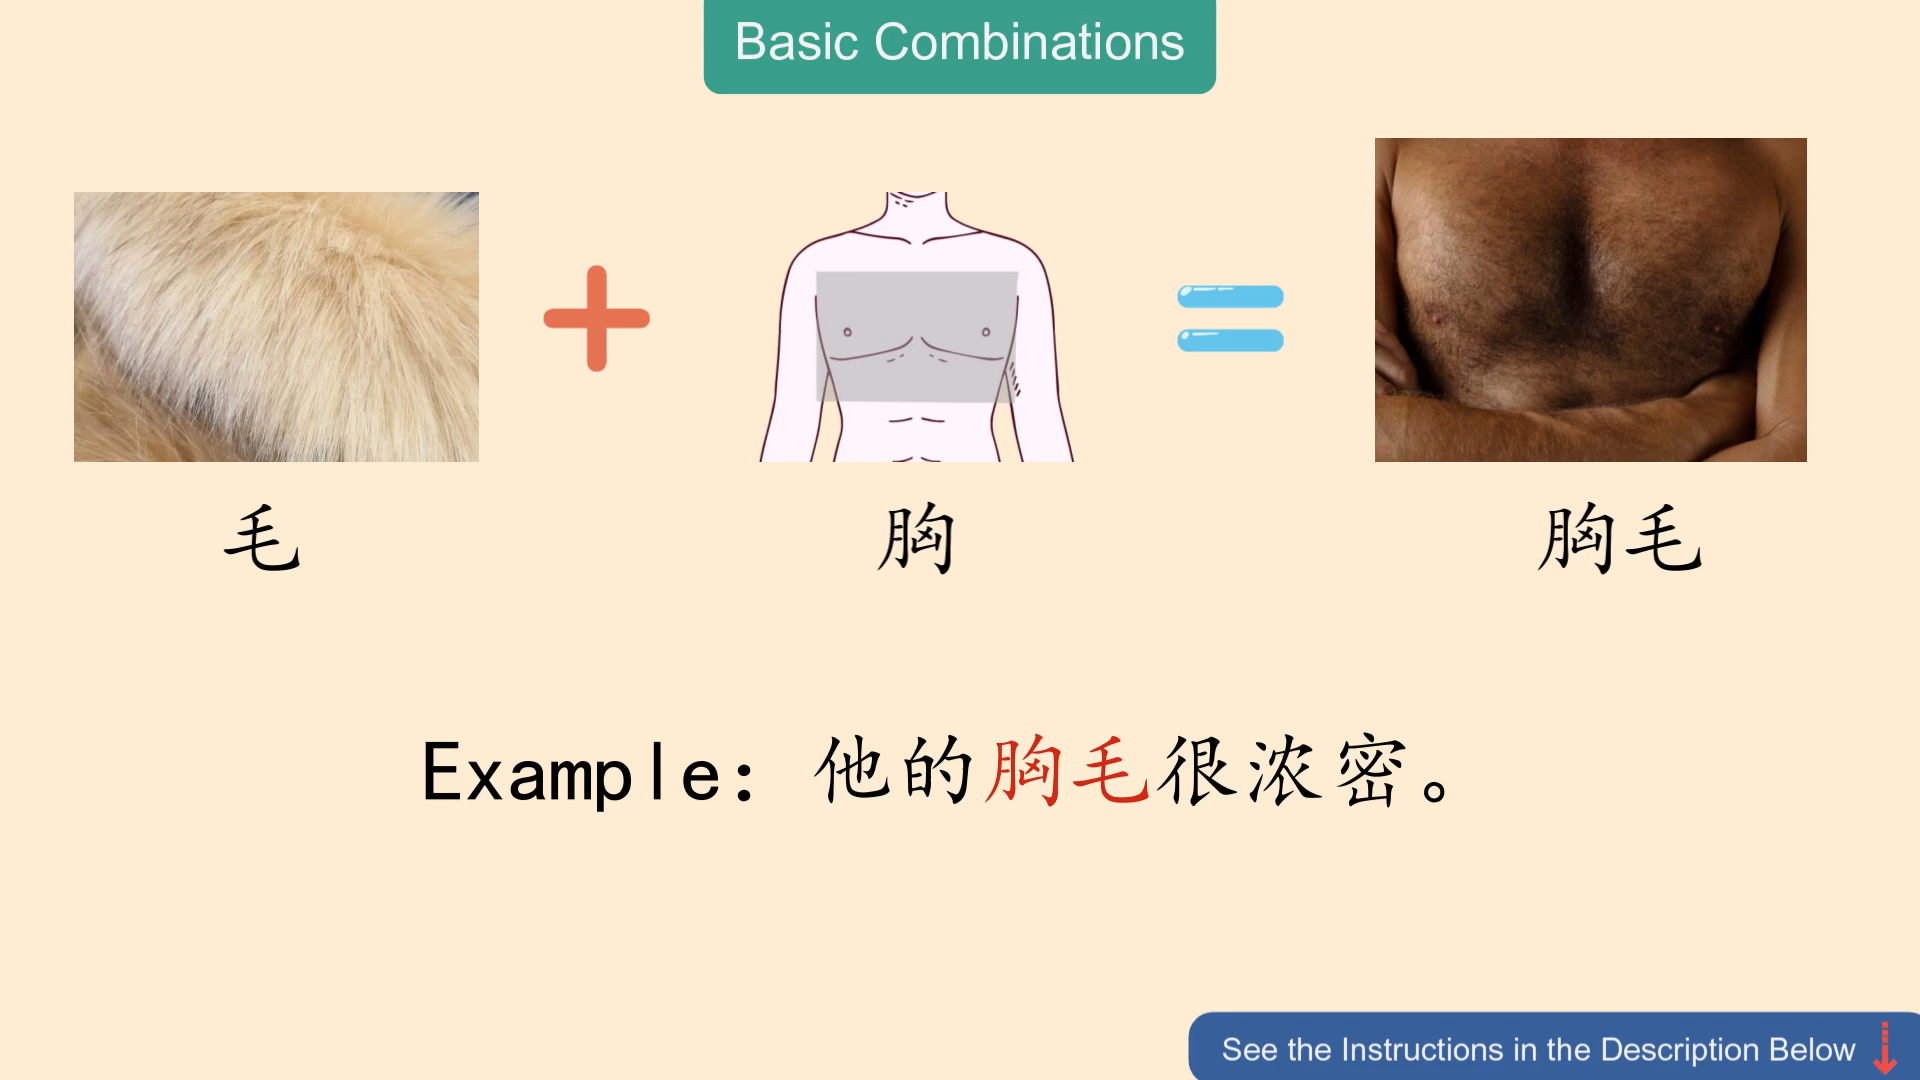 Basic Combinations
毛
胸
胸毛
Example: 他的胸毛很浓密。
See the Instructions in the Description Below